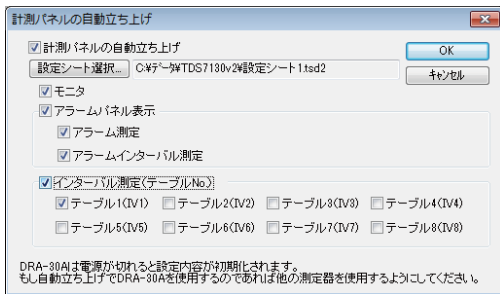 計測パネルの自動立ち上げ
計測パネルの自動立ち上げ
OK
設定シート選択...
C:¥データ¥TDS7130v2¥設定シート1.tsd2
キャンセル
モニタ
アラームパネル表示
アラーム測定
アラームインターバル測定
インターバル測定(テーブルNo.)
テーブル1(IV1) テーブル2(IV2) テーブル3(IV3) テーブル4(IV4)
テーブル5(IV5) テーブル6(IV6) テーブル7(IV7) テーブル8(IV8)
DRA-30Aは電源が切れると設定内容が初期化されます。
もし自動立ち上げでDRA-30Aを使用するのであれば他の測定器を使用するようにしてください。